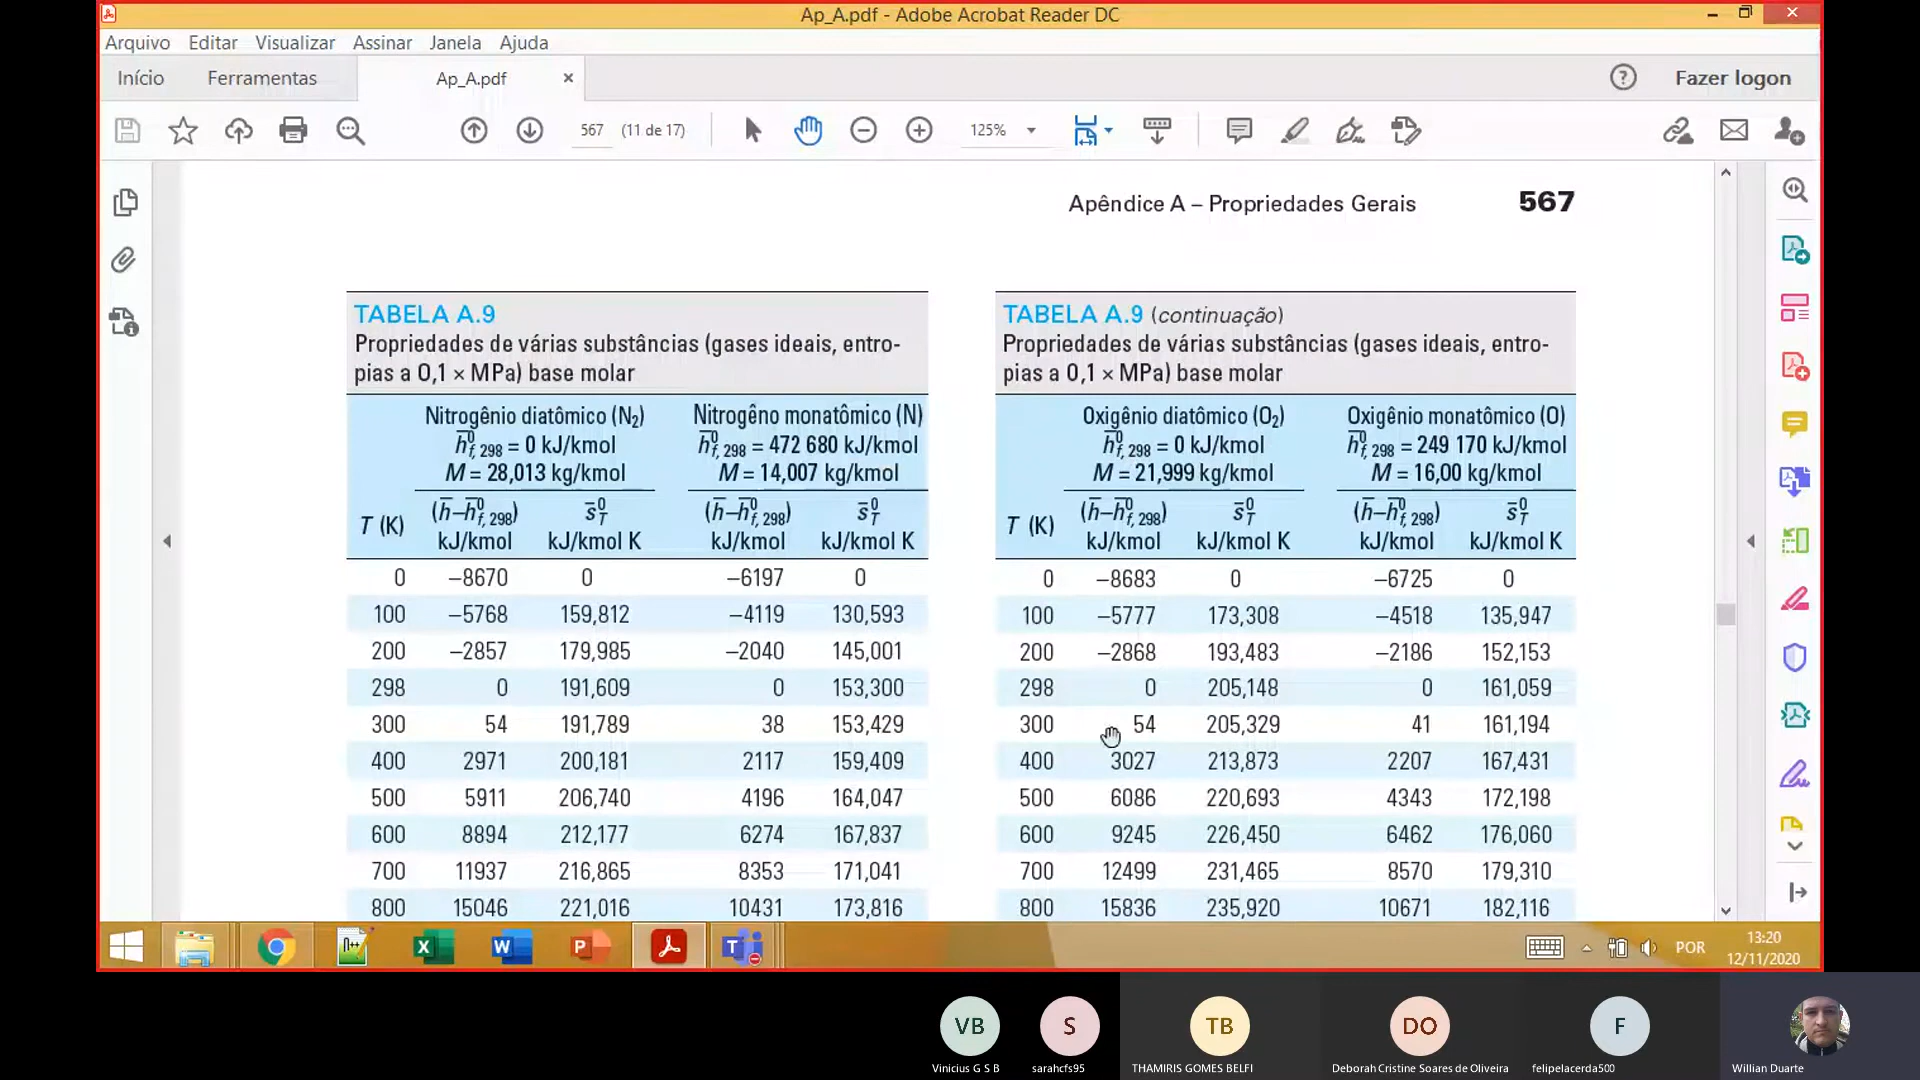 Ap_A.pdf - Adobe Acrobat Reader DC
Arquivo Editar Visualizar Assinar Janela Ajuda
Início Ferramentas Ap_A.pdf × Fazer logon
567 (11 de 17) 125%
Apêndice A – Propriedades Gerais 567
TABELA A.9
Propriedades de várias substâncias (gases ideais, entro-
pias a 0,1 × MPa) base molar
Nitrogênio diatômico (N₂) Nitrogêno monatômico (N)
h̄⁰f, 298 = 0 kJ/kmol h̄⁰f, 298 = 472 680 kJ/kmol
M = 28,013 kg/kmol M = 14,007 kg/kmol
T (K) (h̄–h̄⁰f, 298) s̄⁰T (h̄–h̄⁰f, 298) s̄⁰T
kJ/kmol kJ/kmol K kJ/kmol kJ/kmol K
0 –8670 0 –6197 0
100 –5768 159,812 –4119 130,593
200 –2857 179,985 –2040 145,001
298 0 191,609 0 153,300
300 54 191,789 38 153,429
400 2971 200,181 2117 159,409
500 5911 206,740 4196 164,047
600 8894 212,177 6274 167,837
700 11937 216,865 8353 171,041
800 15046 221,016 10431 173,816
TABELA A.9 (continuação)
Propriedades de várias substâncias (gases ideais, entro-
pias a 0,1 × MPa) base molar
Oxigênio diatômico (O₂) Oxigênio monatômico (O)
h̄⁰f, 298 = 0 kJ/kmol h̄⁰f, 298 = 249 170 kJ/kmol
M = 21,999 kg/kmol M = 16,00 kg/kmol
T (K) (h̄–h̄⁰f, 298) s̄⁰T (h̄–h̄⁰f, 298) s̄⁰T
kJ/kmol kJ/kmol K kJ/kmol kJ/kmol K
0 –8683 0 –6725 0
100 –5777 173,308 –4518 135,947
200 –2868 193,483 –2186 152,153
298 0 205,148 0 161,059
300 54 205,329 41 161,194
400 3027 213,873 2207 167,431
500 6086 220,693 4343 172,198
600 9245 226,450 6462 176,060
700 12499 231,465 8570 179,310
800 15836 235,920 10671 182,116
POR 13:20
12/11/2020
VB S TB DO F
Vinicius G S B sarahcfs95 THAMIRIS GOMES BELFI Deborah Cristine Soares de Oliveira felipelacerda500 Willian Duarte